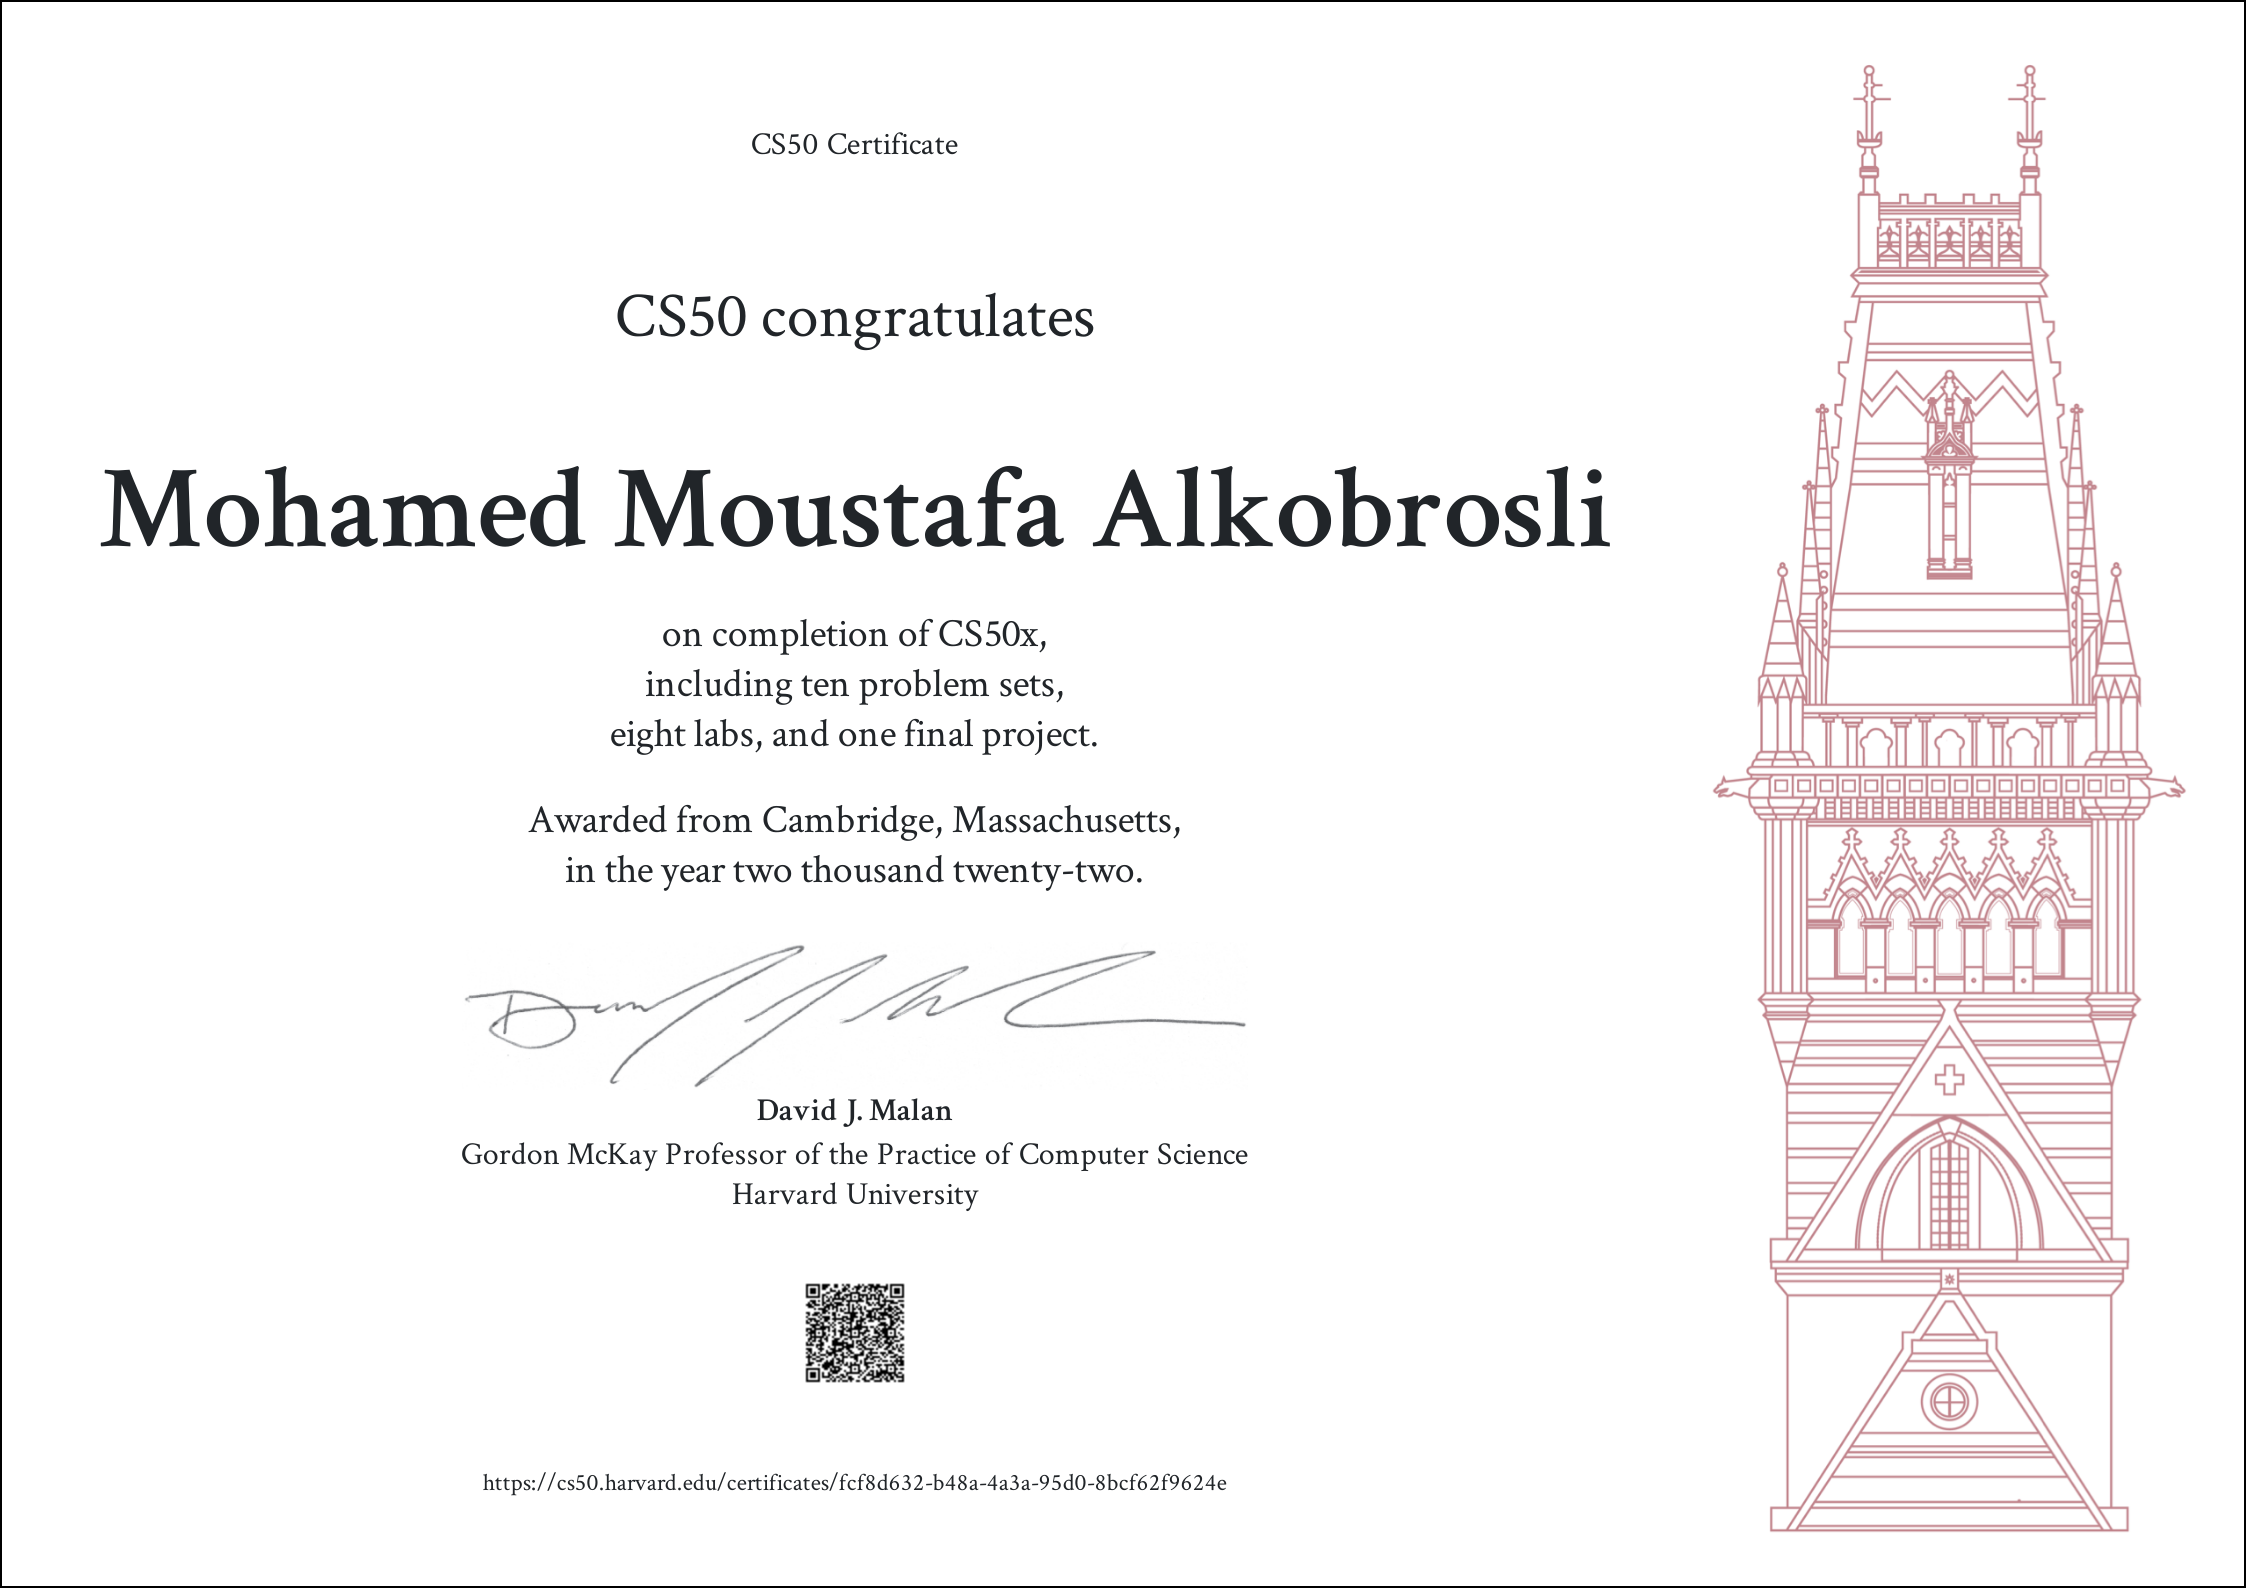 CS50 Certificate
CS50 congratulates
Mohamed Moustafa Alkobrosli
on completion of CS50x,
including ten problem sets,
eight labs, and one final project.
Awarded from Cambridge, Massachusetts,
in the year two thousand twenty-two.
David J. Malan
Gordon McKay Professor of the Practice of Computer Science
Harvard University
https://cs50.harvard.edu/certificates/fcf8d632-b48a-4a3a-95d0-8bcf62f9624e